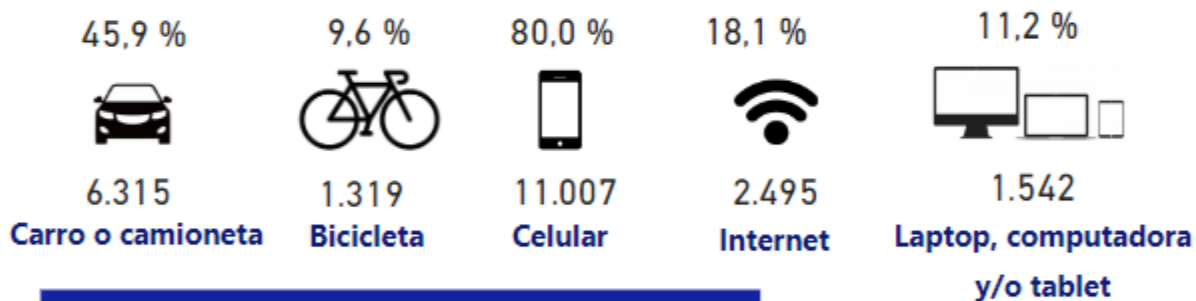 45,9 % 9,6 % 80,0 % 18,1 % 11,2 %
6.315 1.319 11.007 2.495 1.542
Carro o camioneta Bicicleta Celular Internet Laptop, computadora
y/o tablet